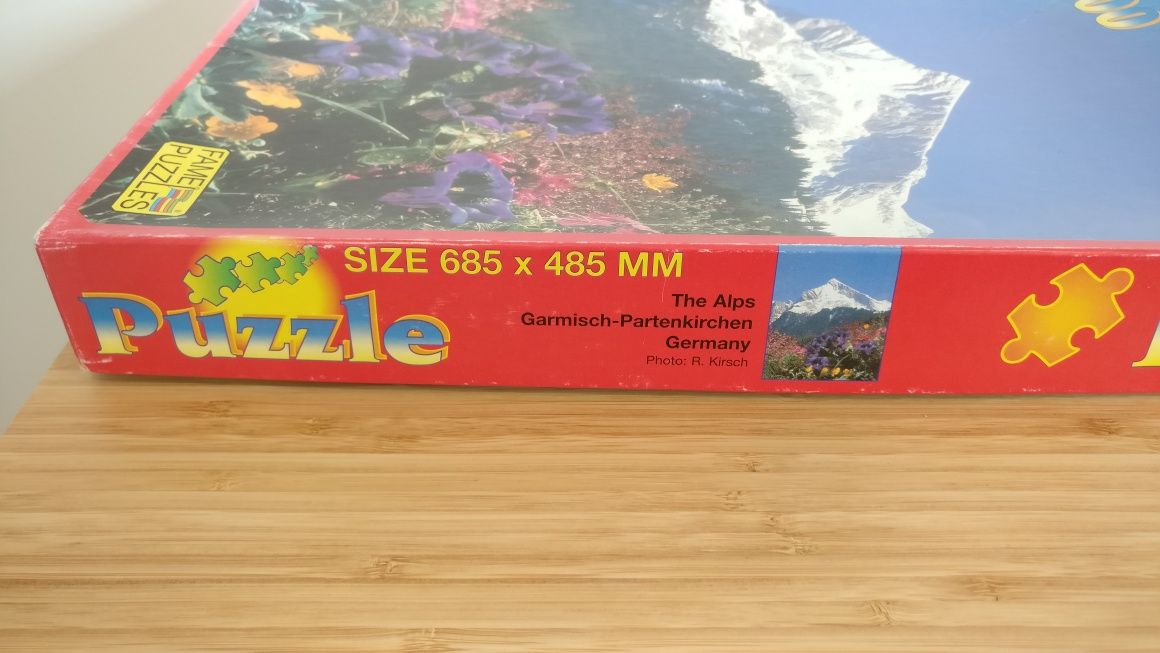 FAME
PUZZLES
Puzzle
SIZE 685 x 485 MM
The Alps
Garmisch-Partenkirchen
Germany
Photo: R. Kirsch